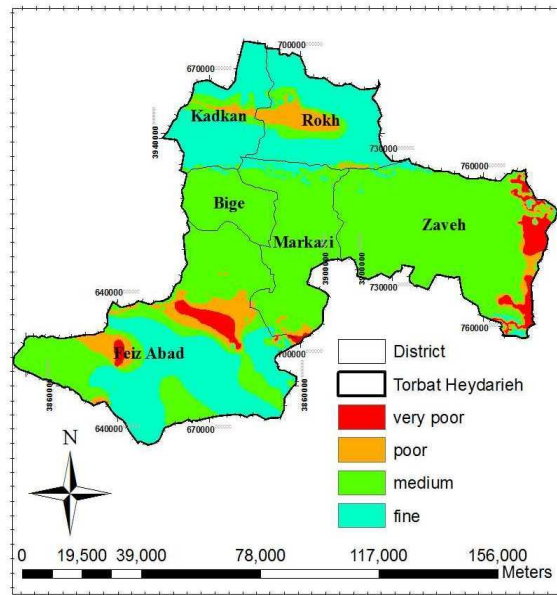 700000
670000
Kadkan
Rokh
3940000
730000
760000
Bige
Zaveh
Markazi
3900000
730000
640000
760000
Feiz Abad
700000
3860000
3860000
640000
670000
District
Torbat Heydarieh
very poor
poor
medium
fine
N
0 19,500 39,000 78,000 117,000 156,000
Meters